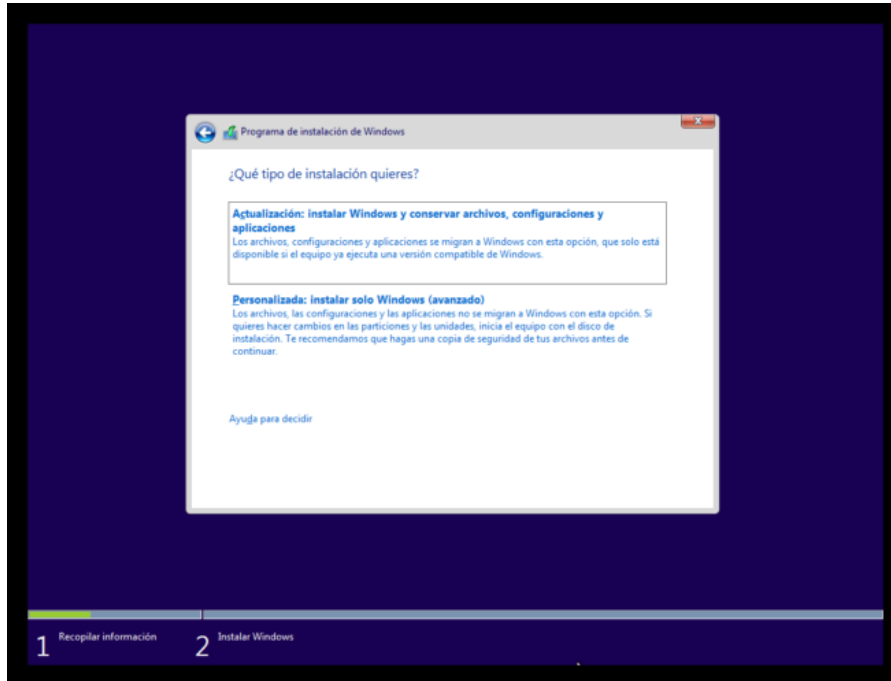 Programa de instalación de Windows
¿Qué tipo de instalación quieres?
Actualización: instalar Windows y conservar archivos, configuraciones y
aplicaciones
Los archivos, configuraciones y aplicaciones se migran a Windows con esta opción, que solo está
disponible si el equipo ya ejecuta una versión compatible de Windows.
Personalizada: instalar solo Windows (avanzado)
Los archivos, las configuraciones y las aplicaciones no se migran a Windows con esta opción. Si
quieres hacer cambios en las particiones y las unidades, inicia el equipo con el disco de
instalación. Te recomendamos que hagas una copia de seguridad de tus archivos antes de
continuar.
Ayuda para decidir
1 Recopilar información
2 Instalar Windows